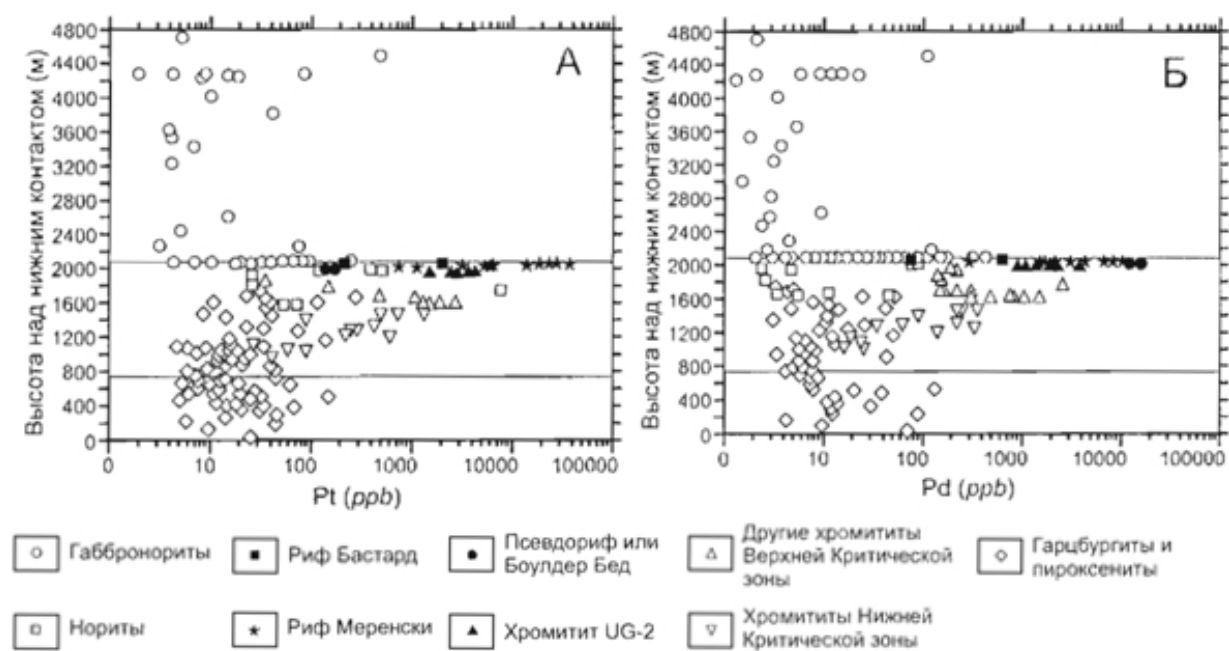 А
Высота над нижним контактом (м)
4800
4400
4000
3600
3200
2800
2400
2000
1600
1200
800
400
0
0
10
100
1000
10000
100000
Pt (ppb)
Б
Высота над нижним контактом (м)
4800
4400
4000
3600
3200
2800
2400
2000
1600
1200
800
400
0
0
10
100
1000
10000
100000
Pd (ppb)
Габбронориты
Риф Бастард
Псевдориф или
Боулдер Бед
Другие хромититы
Верхней Критической
зоны
Гарцбургиты и
пироксениты
Нориты
Риф Меренски
Хромитит UG-2
Хромититы Нижней
Критической зоны